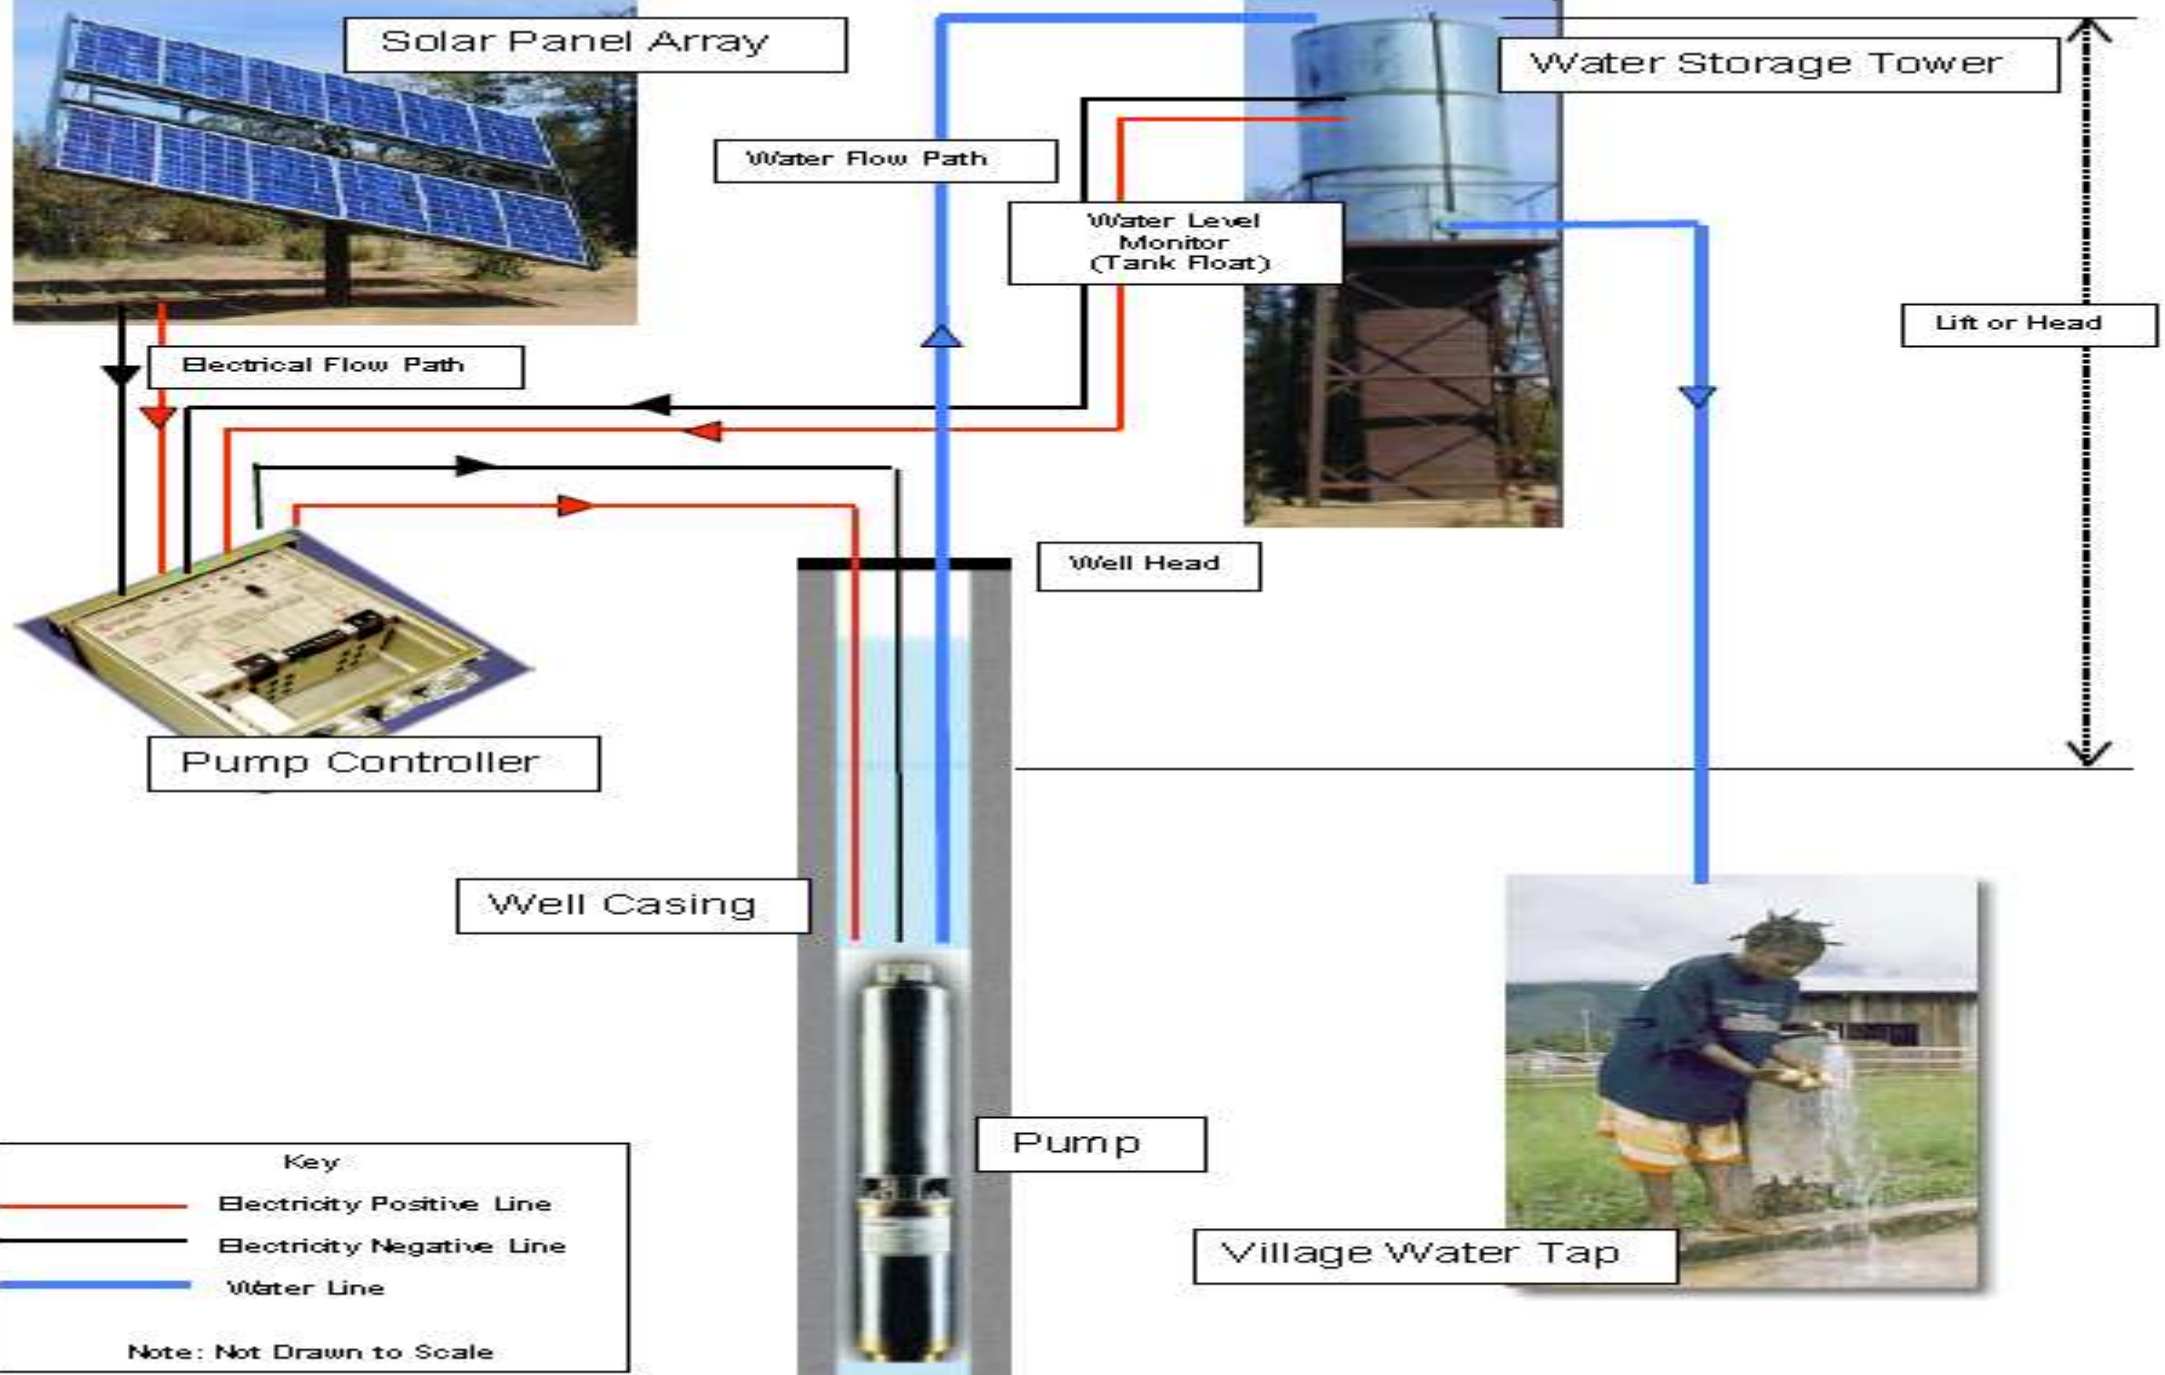 Solar Panel Array
Water Storage Tower
Water Flow Path
Water Level
Monitor
(Tank Float)
Lift or Head
Electrical Flow Path
Well Head
Pump Controller
Well Casing
Pump
Village Water Tap
Key
Electricity Positive Line
Electricity Negative Line
Water Line
Note: Not Drawn to Scale